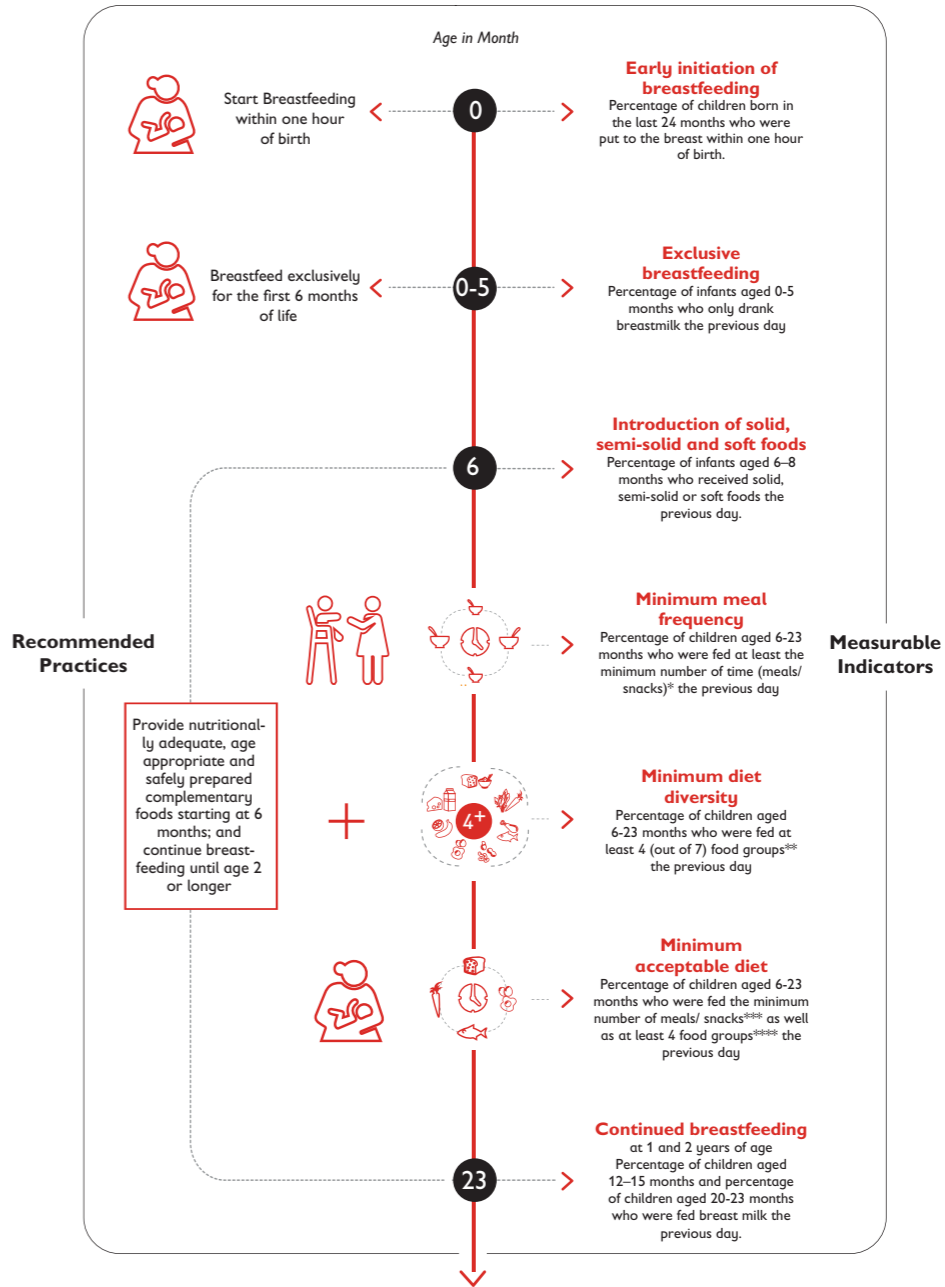 Age in Month
Start Breastfeeding
within one hour
of birth
0
Early initiation of
breastfeeding
Percentage of children born in
the last 24 months who were
put to the breast within one hour
of birth.
Breastfeed exclusively
for the first 6 months
of life
0-5
Exclusive
breastfeeding
Percentage of infants aged 0-5
months who only drank
breastmilk the previous day
6
Introduction of solid,
semi-solid and soft foods
Percentage of infants aged 6–8
months who received solid,
semi-solid or soft foods the
previous day.
Recommended
Practices
Minimum meal
frequency
Percentage of children aged 6-23
months who were fed at least the
minimum number of time (meals/
snacks)* the previous day
Measurable
Indicators
Provide nutritional-
ly adequate, age
appropriate and
safely prepared
complementary
foods starting at 6
months; and
continue breast-
feeding until age 2
or longer
4+
Minimum diet
diversity
Percentage of children aged
6-23 months who were fed at
least 4 (out of 7) food groups**
the previous day
Minimum
acceptable diet
Percentage of children aged 6-23
months who were fed the minimum
number of meals/ snacks*** as well
as at least 4 food groups**** the
previous day
23
Continued breastfeeding
at 1 and 2 years of age
Percentage of children aged
12–15 months and percentage
of children aged 20-23 months
who were fed breast milk the
previous day.